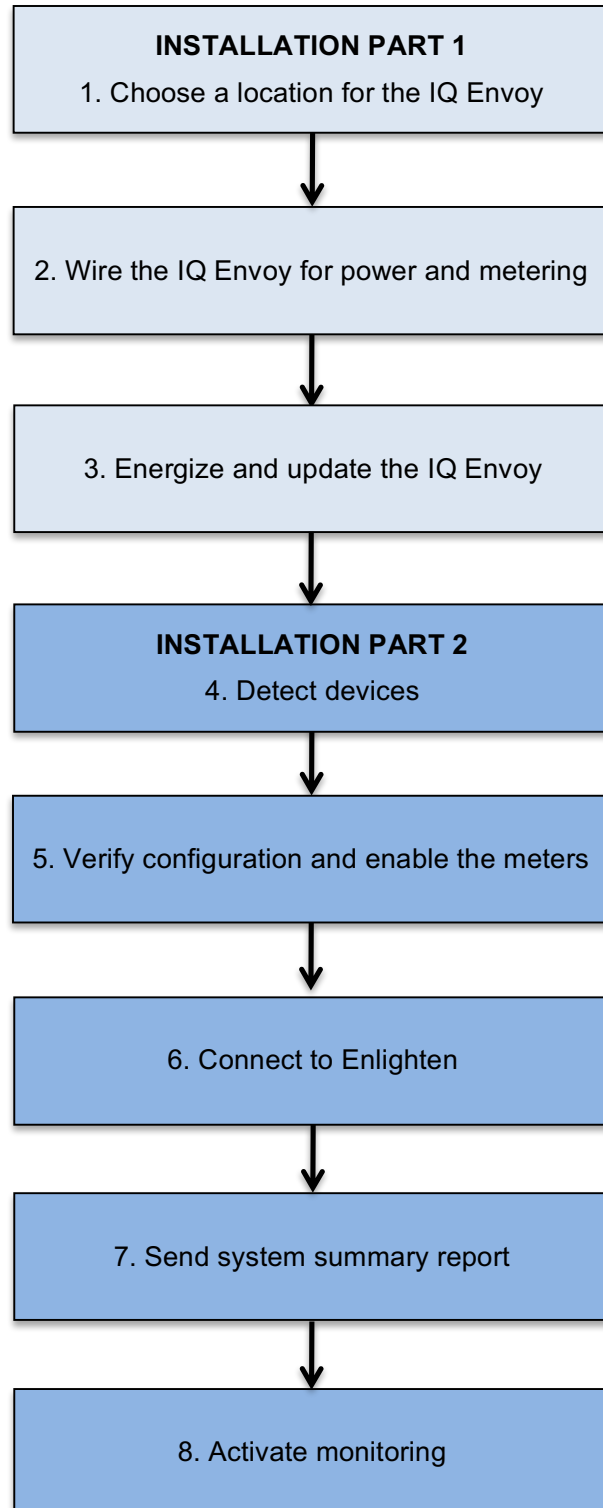 INSTALLATION PART 1
1. Choose a location for the IQ Envoy
2. Wire the IQ Envoy for power and metering
3. Energize and update the IQ Envoy
INSTALLATION PART 2
4. Detect devices
5. Verify configuration and enable the meters
6. Connect to Enlighten
7. Send system summary report
8. Activate monitoring